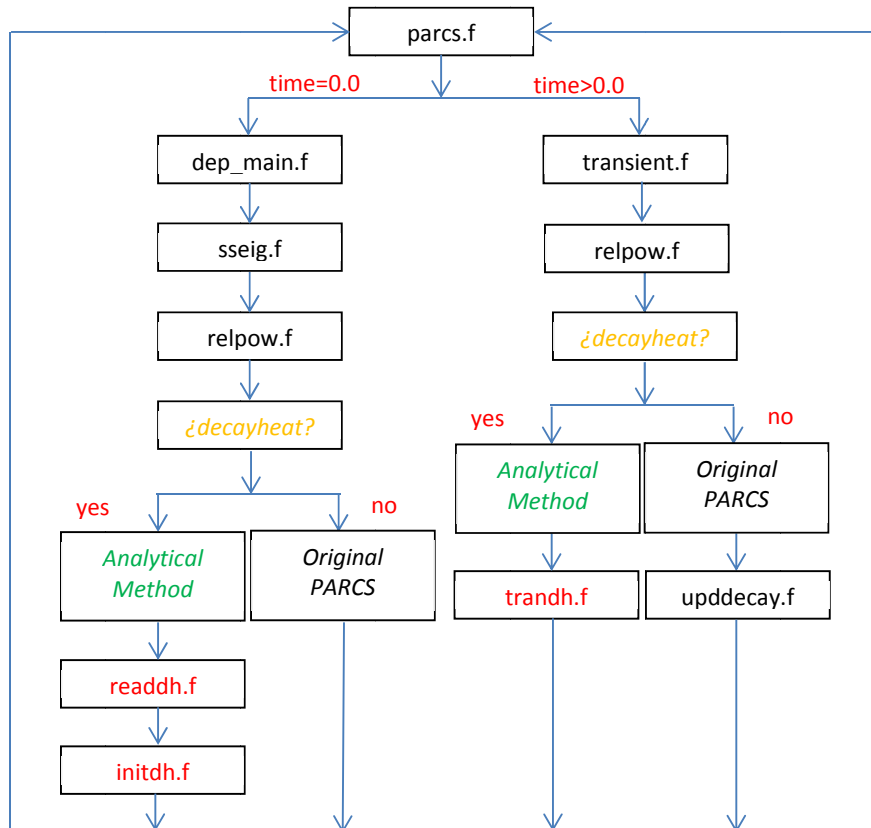 parcs.f
time=0.0
time>0.0
dep_main.f
transient.f
sseig.f
relpow.f
relpow.f
¿decayheat?
¿decayheat?
yes
no
Analytical
Method
Original
PARCS
yes
no
Analytical
Method
Original
PARCS
trandh.f
upddecay.f
readdh.f
initdh.f